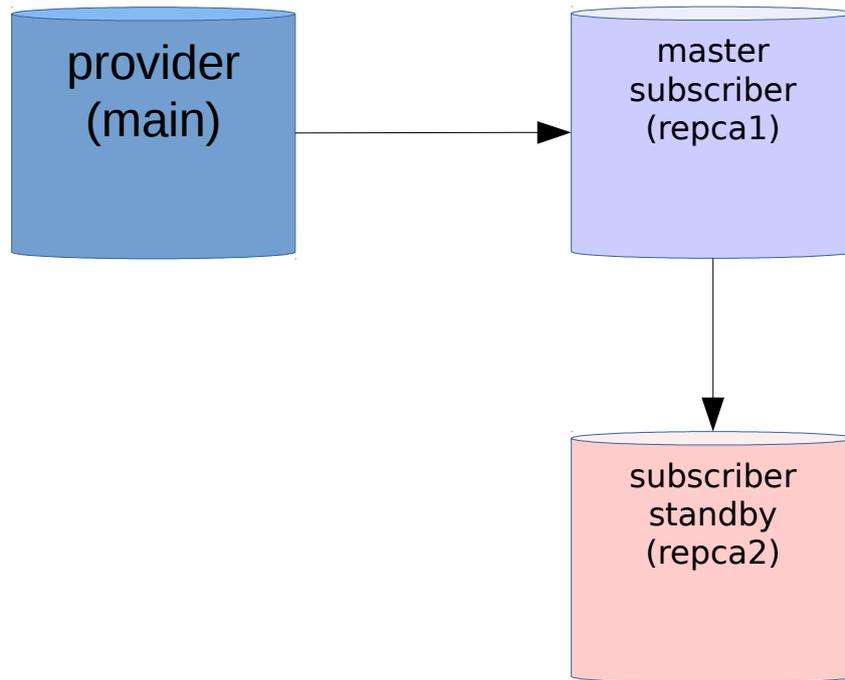 provider
(main)
master
subscriber
(repca1)
subscriber
standby
(repca2)